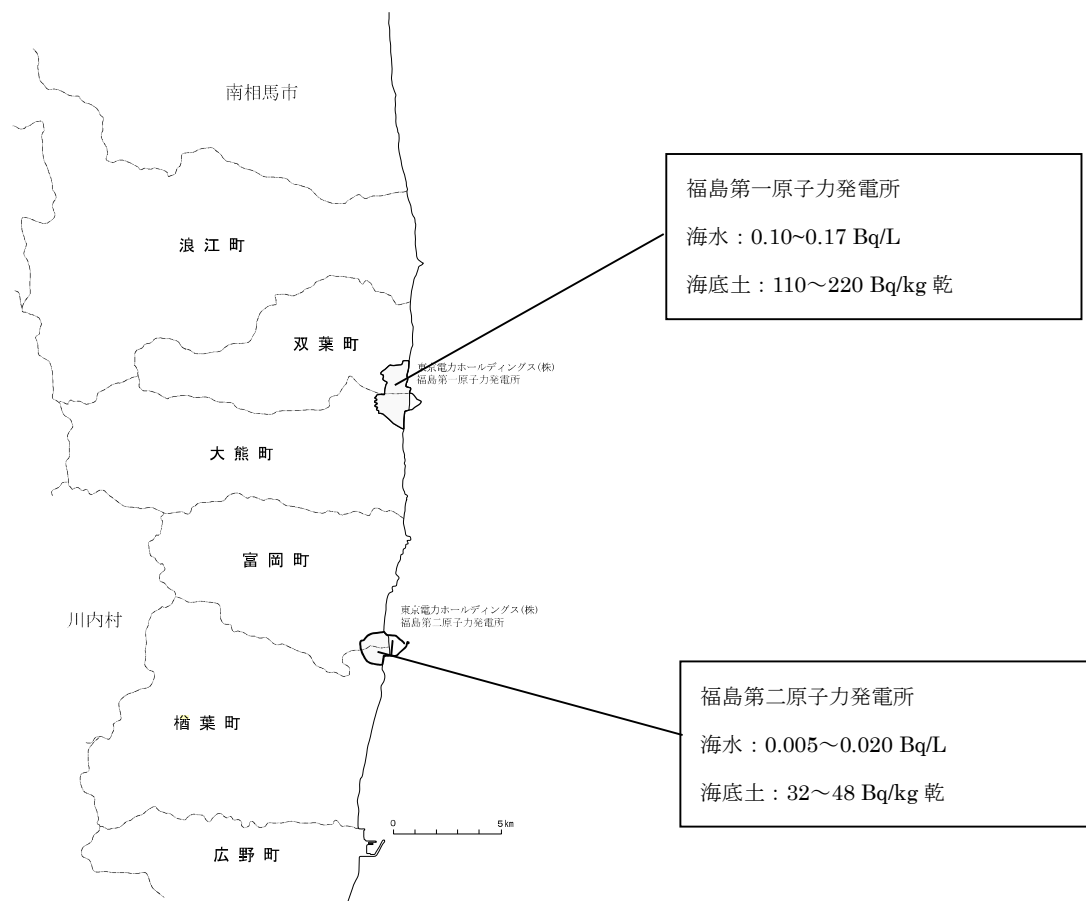 南相馬市
福島第一原子力発電所
海水：0.10~0.17 Bq/L
海底土：110～220 Bq/kg 乾
浪江町
双葉町
東京電力ホールディングス(株)
福島第一原子力発電所
大熊町
富岡町
川内村
東京電力ホールディングス(株)
福島第二原子力発電所
福島第二原子力発電所
海水：0.005～0.020 Bq/L
海底土：32～48 Bq/kg 乾
楢葉町
0 5km
広野町